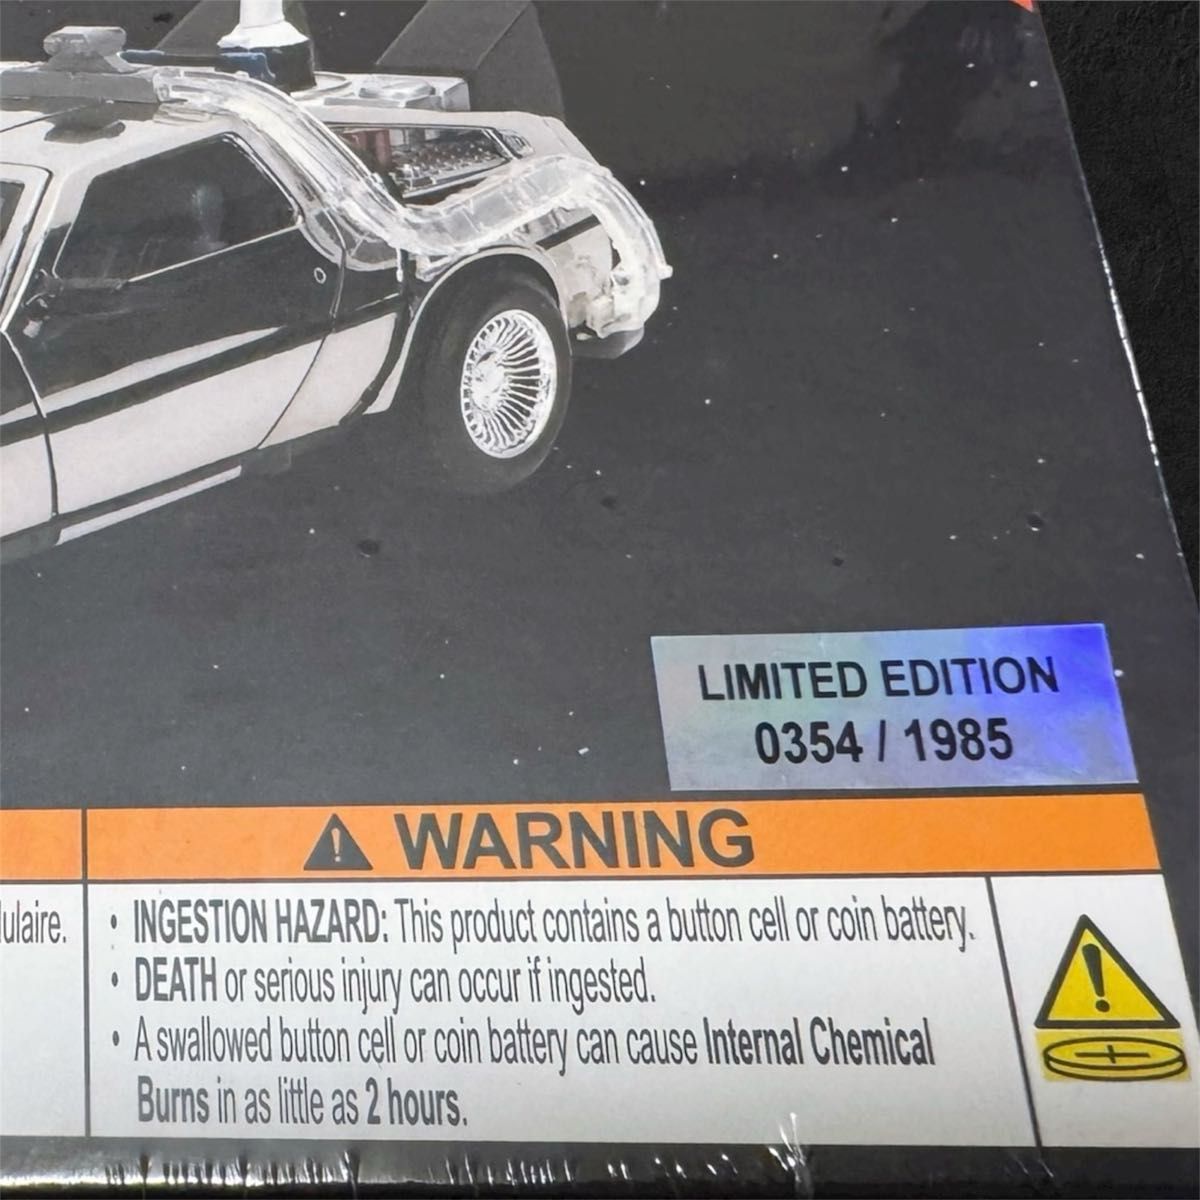 LIMITED EDITION
0354 / 1985
WARNING
lulaire.
• INGESTION HAZARD: This product contains a button cell or coin battery.
• DEATH or serious injury can occur if ingested.
• A swallowed button cell or coin battery can cause Internal Chemical
Burns in as little as 2 hours.